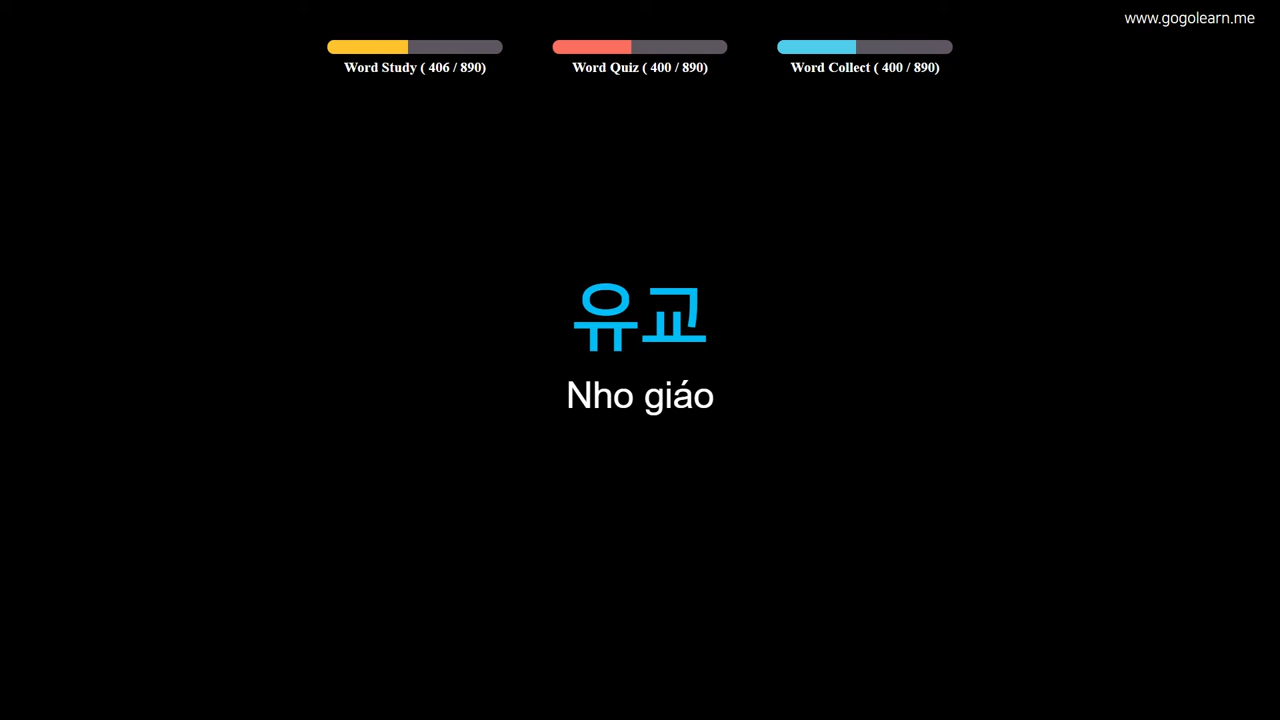 www.gogolearn.me
Word Study ( 406 / 890)
Word Quiz ( 400 / 890)
Word Collect ( 400 / 890)
유교
Nho giáo